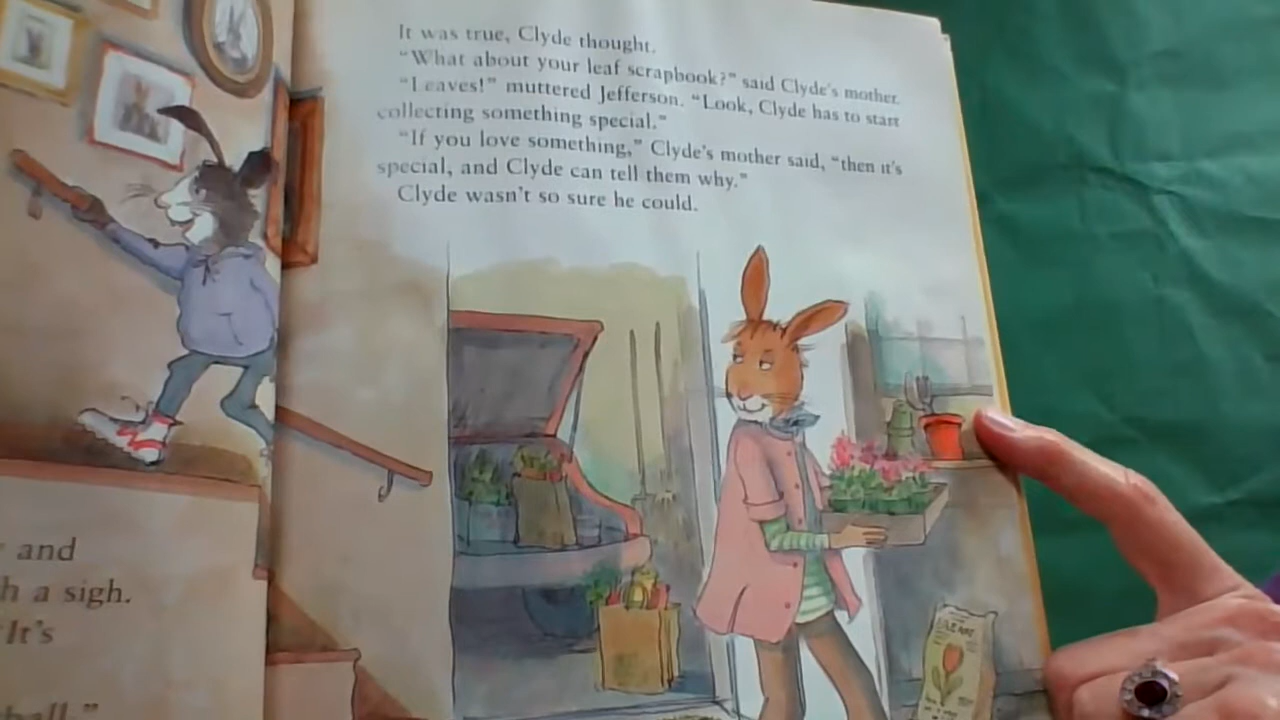 It was true, Clyde thought.
"What about your leaf scrapbook?" said Clyde's mother.
"Leaves!" muttered Jefferson. "Look, Clyde has to start
collecting something special."
"If you love something," Clyde's mother said, "then it's
special, and Clyde can tell them why."
Clyde wasn't so sure he could.
and
h a sigh.
"It's
ball."